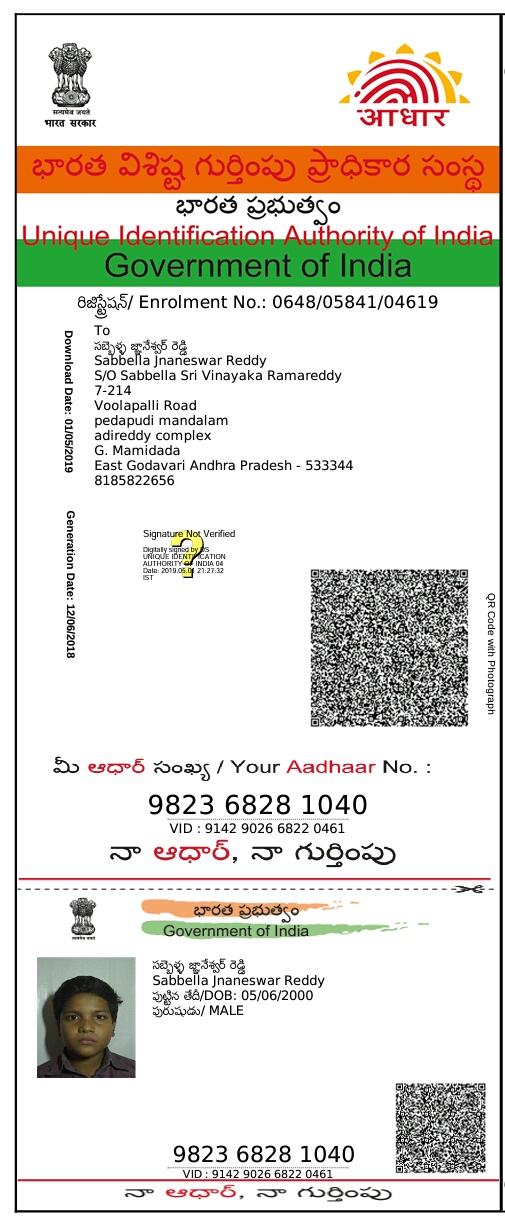 सत्यमेव जयते
भारत सरकार
आधार
భారత విశిష్ట గుర్తింపు ప్రాధికార సంస్థ
భారత ప్రభుత్వం
Unique Identification Authority of India
Government of India
రిజిస్ట్రేషన్/ Enrolment No.: 0648/05841/04619
Download Date: 01/05/2019
To
సబ్బెళ్ళ జ్ఞానేశ్వర్ రెడ్డి
Sabbella Jnaneswar Reddy
S/O Sabbella Sri Vinayaka Ramareddy
7-214
Voolapalli Road
pedapudi mandalam
adireddy complex
G. Mamidada
East Godavari Andhra Pradesh - 533344
8185822656
Generation Date: 12/06/2018
Signature Not Verified
Digitally signed by DS
UNIQUE IDENTIFICATION
AUTHORITY OF INDIA 04
Date: 2019.05.01 21:27:32
IST
QR Code with Photograph
మీ ఆధార్ సంఖ్య / Your Aadhaar No. :
9823 6828 1040
VID : 9142 9026 6822 0461
నా ఆధార్, నా గుర్తింపు
सत्यमेव जयते
భారత ప్రభుత్వం
Government of India
సబ్బెళ్ళ జ్ఞానేశ్వర్ రెడ్డి
Sabbella Jnaneswar Reddy
పుట్టిన తేదీ/DOB: 05/06/2000
పురుషుడు/ MALE
9823 6828 1040
VID : 9142 9026 6822 0461
నా ఆధార్, నా గుర్తింపు